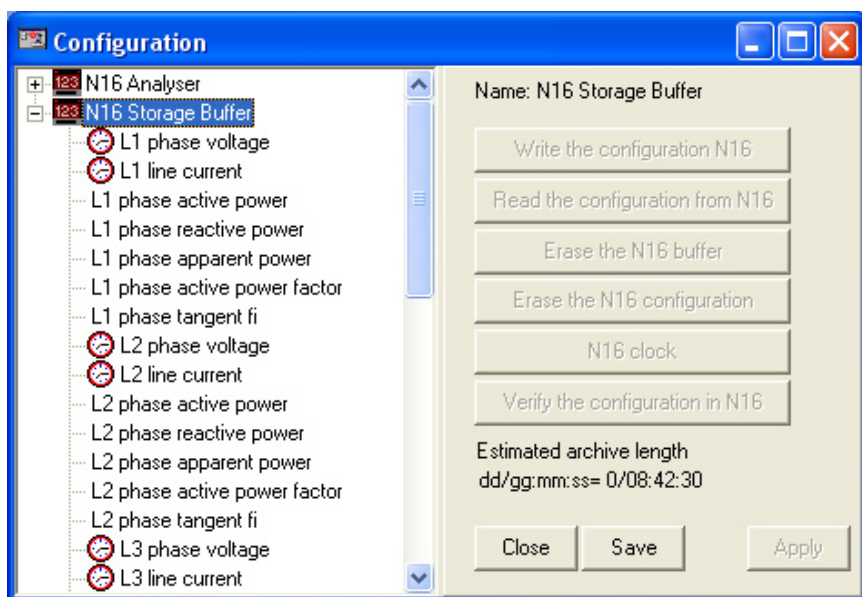 Configuration
123 N16 Analyser
123 N16 Storage Buffer
L1 phase voltage
L1 line current
L1 phase active power
L1 phase reactive power
L1 phase apparent power
L1 phase active power factor
L1 phase tangent fi
L2 phase voltage
L2 line current
L2 phase active power
L2 phase reactive power
L2 phase apparent power
L2 phase active power factor
L2 phase tangent fi
L3 phase voltage
L3 line current
Name: N16 Storage Buffer
Write the configuration N16
Read the configuration from N16
Erase the N16 buffer
Erase the N16 configuration
N16 clock
Verify the configuration in N16
Estimated archive length
dd/gg:mm:ss= 0/08:42:30
Close Save Apply